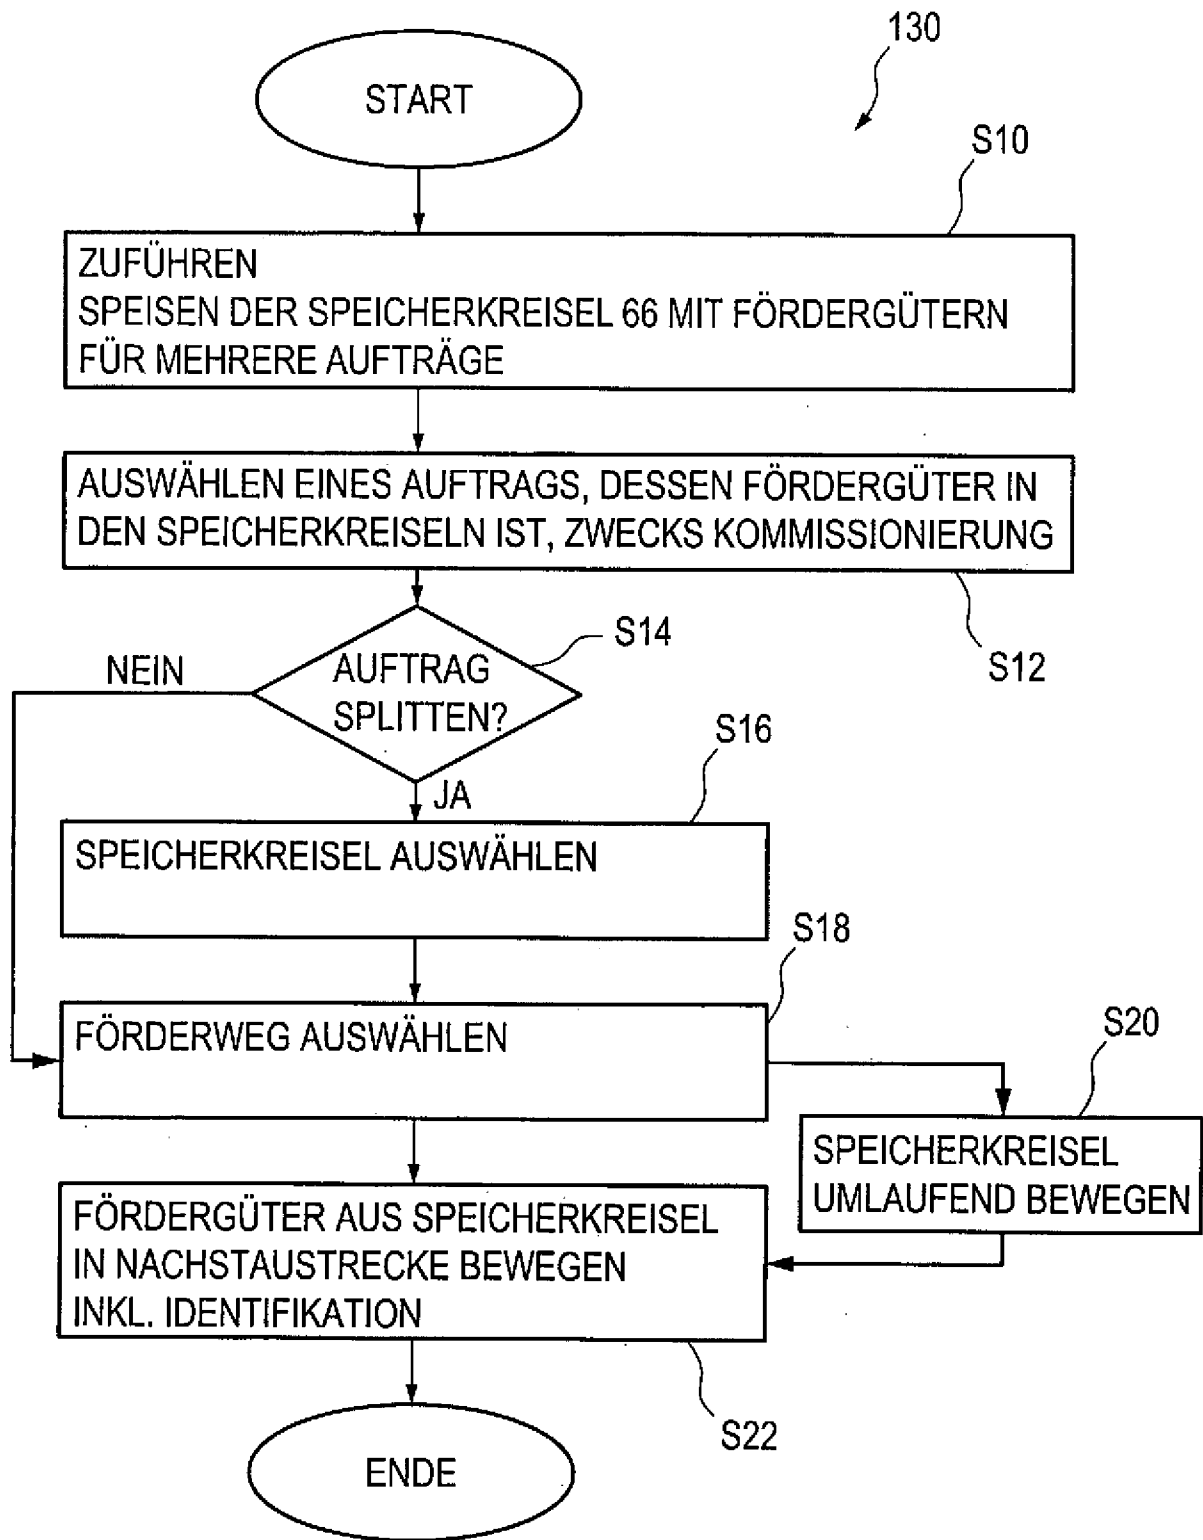 130
START
S10
ZUFÜHREN
SPEISEN DER SPEICHERKREISEL 66 MIT FÖRDERGÜTERN
FÜR MEHRERE AUFTRÄGE
AUSWÄHLEN EINES AUFTRAGS, DESSEN FÖRDERGÜTER IN
DEN SPEICHERKREISELN IST, ZWECKS KOMMISSIONIERUNG
S12
S14
NEIN
AUFTRAG
SPLITTEN?
JA
S16
SPEICHERKREISEL AUSWÄHLEN
S18
FÖRDERWEG AUSWÄHLEN
S20
SPEICHERKREISEL
UMLAUFEND BEWEGEN
FÖRDERGÜTER AUS SPEICHERKREISEL
IN NACHSTAUSTRECKE BEWEGEN
INKL. IDENTIFIKATION
S22
ENDE